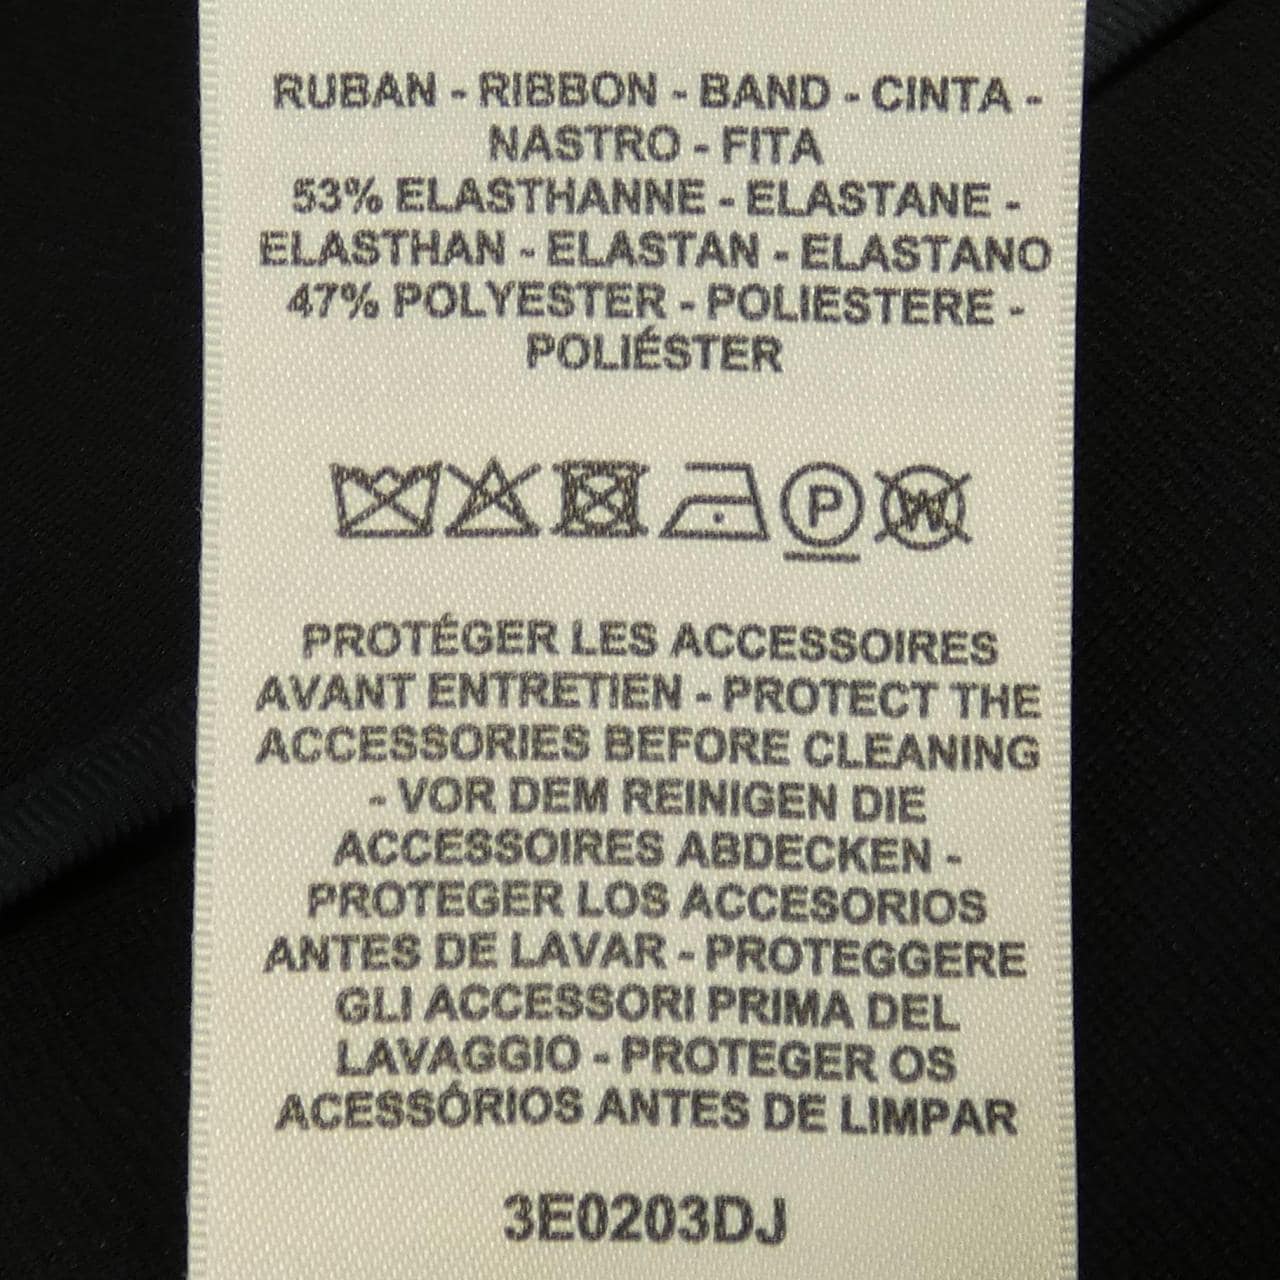 RUBAN - RIBBON - BAND - CINTA -
NASTRO - FITA
53% ELASTHANNE - ELASTANE -
ELASTHAN - ELASTAN - ELASTANO
47% POLYESTER - POLIESTERE -
POLIÉSTER
P W
PROTÉGER LES ACCESSOIRES
AVANT ENTRETIEN - PROTECT THE
ACCESSORIES BEFORE CLEANING
- VOR DEM REINIGEN DIE
ACCESSOIRES ABDECKEN -
PROTEGER LOS ACCESORIOS
ANTES DE LAVAR - PROTEGGERE
GLI ACCESSORI PRIMA DEL
LAVAGGIO - PROTEGER OS
ACESSÓRIOS ANTES DE LIMPAR
3E0203DJ